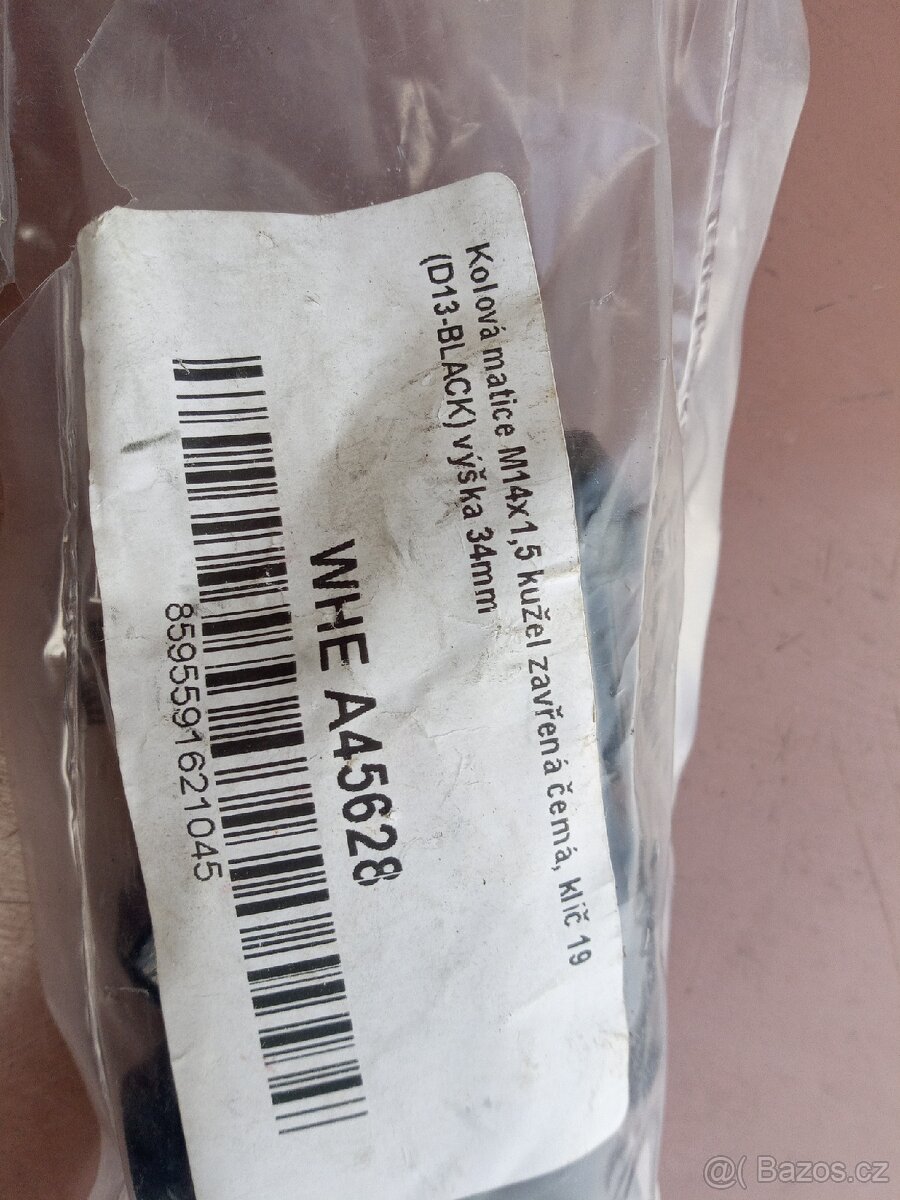 Kolová matice M14x1,5 kužel zavřená černá, klíč 19
(D13-BLACK) výška 34mm
WHE A45628
8595591621045
@( Bazos.cz